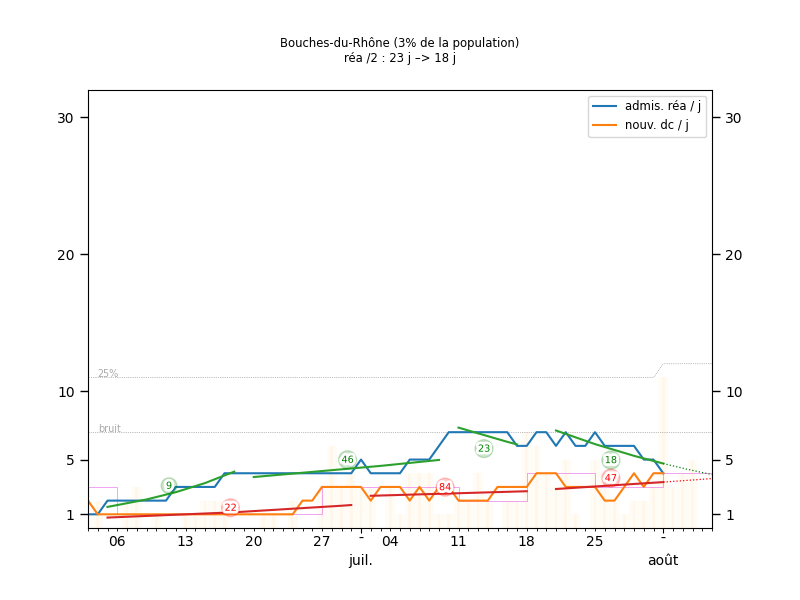 Bouches-du-Rhône (3% de la population)
réa /2 : 23 j –> 18 j
admis. réa / j
nouv. dc / j
30 30
20 20
25%
10 10
bruit
23
46 18
5 5
47
9 84
22
1 1
06 13 20 27 - 04 11 18 25 -
juil. août